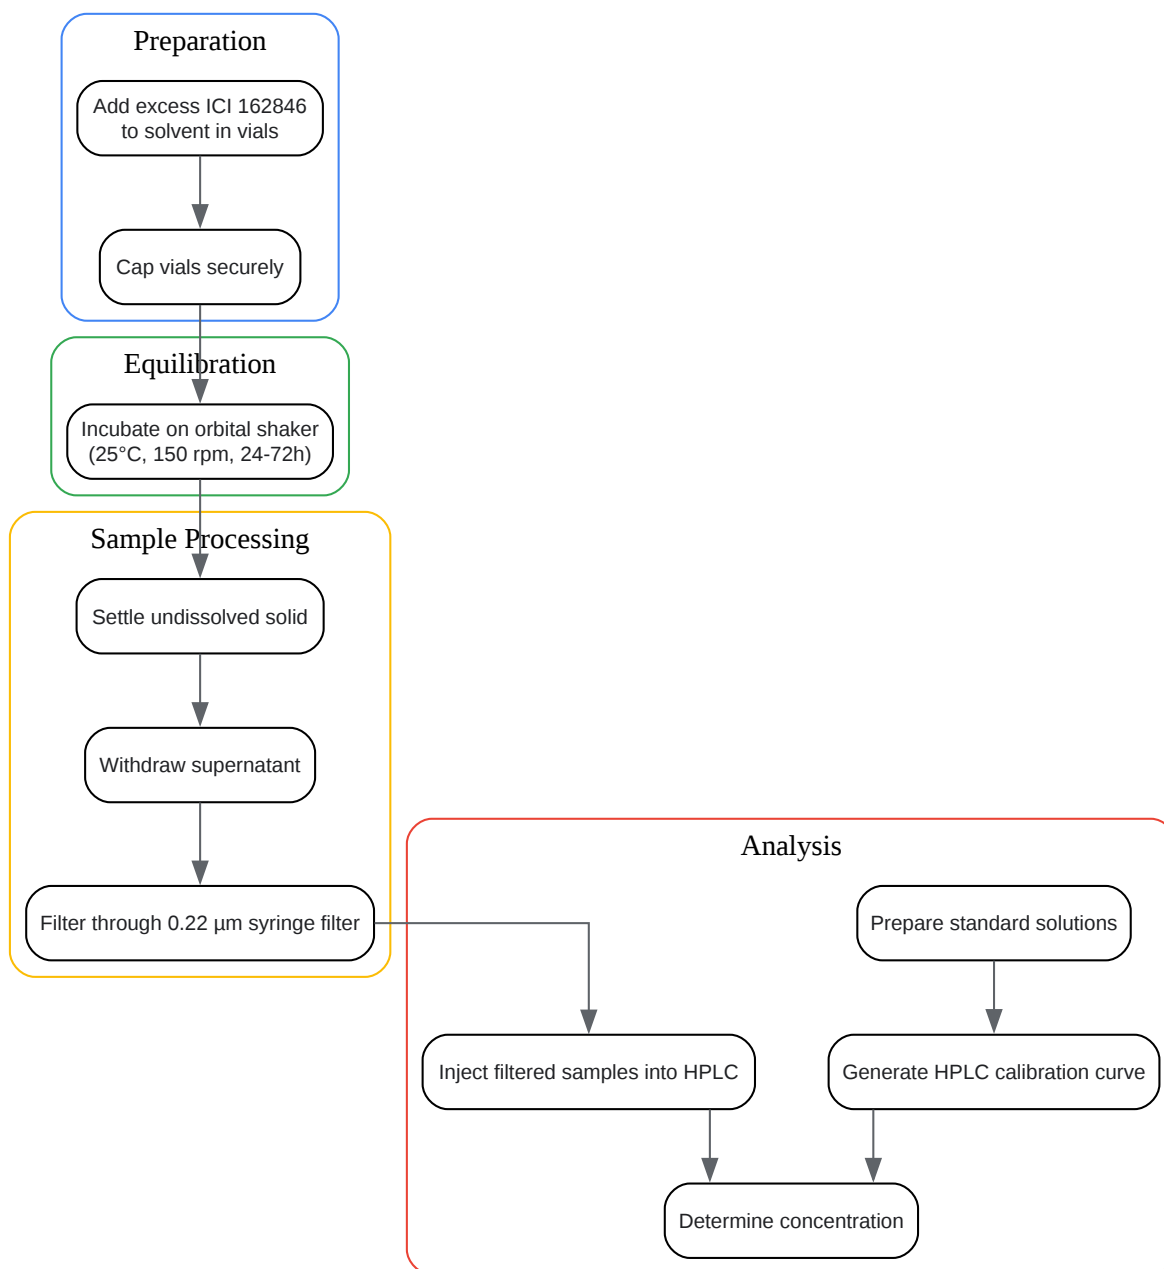 Preparation
Add excess ICI 162846
to solvent in vials
Cap vials securely
Equilibration
Incubate on orbital shaker
(25°C, 150 rpm, 24-72h)
Sample Processing
Settle undissolved solid
Withdraw supernatant
Filter through 0.22 µm syringe filter
Analysis
Prepare standard solutions
Inject filtered samples into HPLC
Generate HPLC calibration curve
Determine concentration